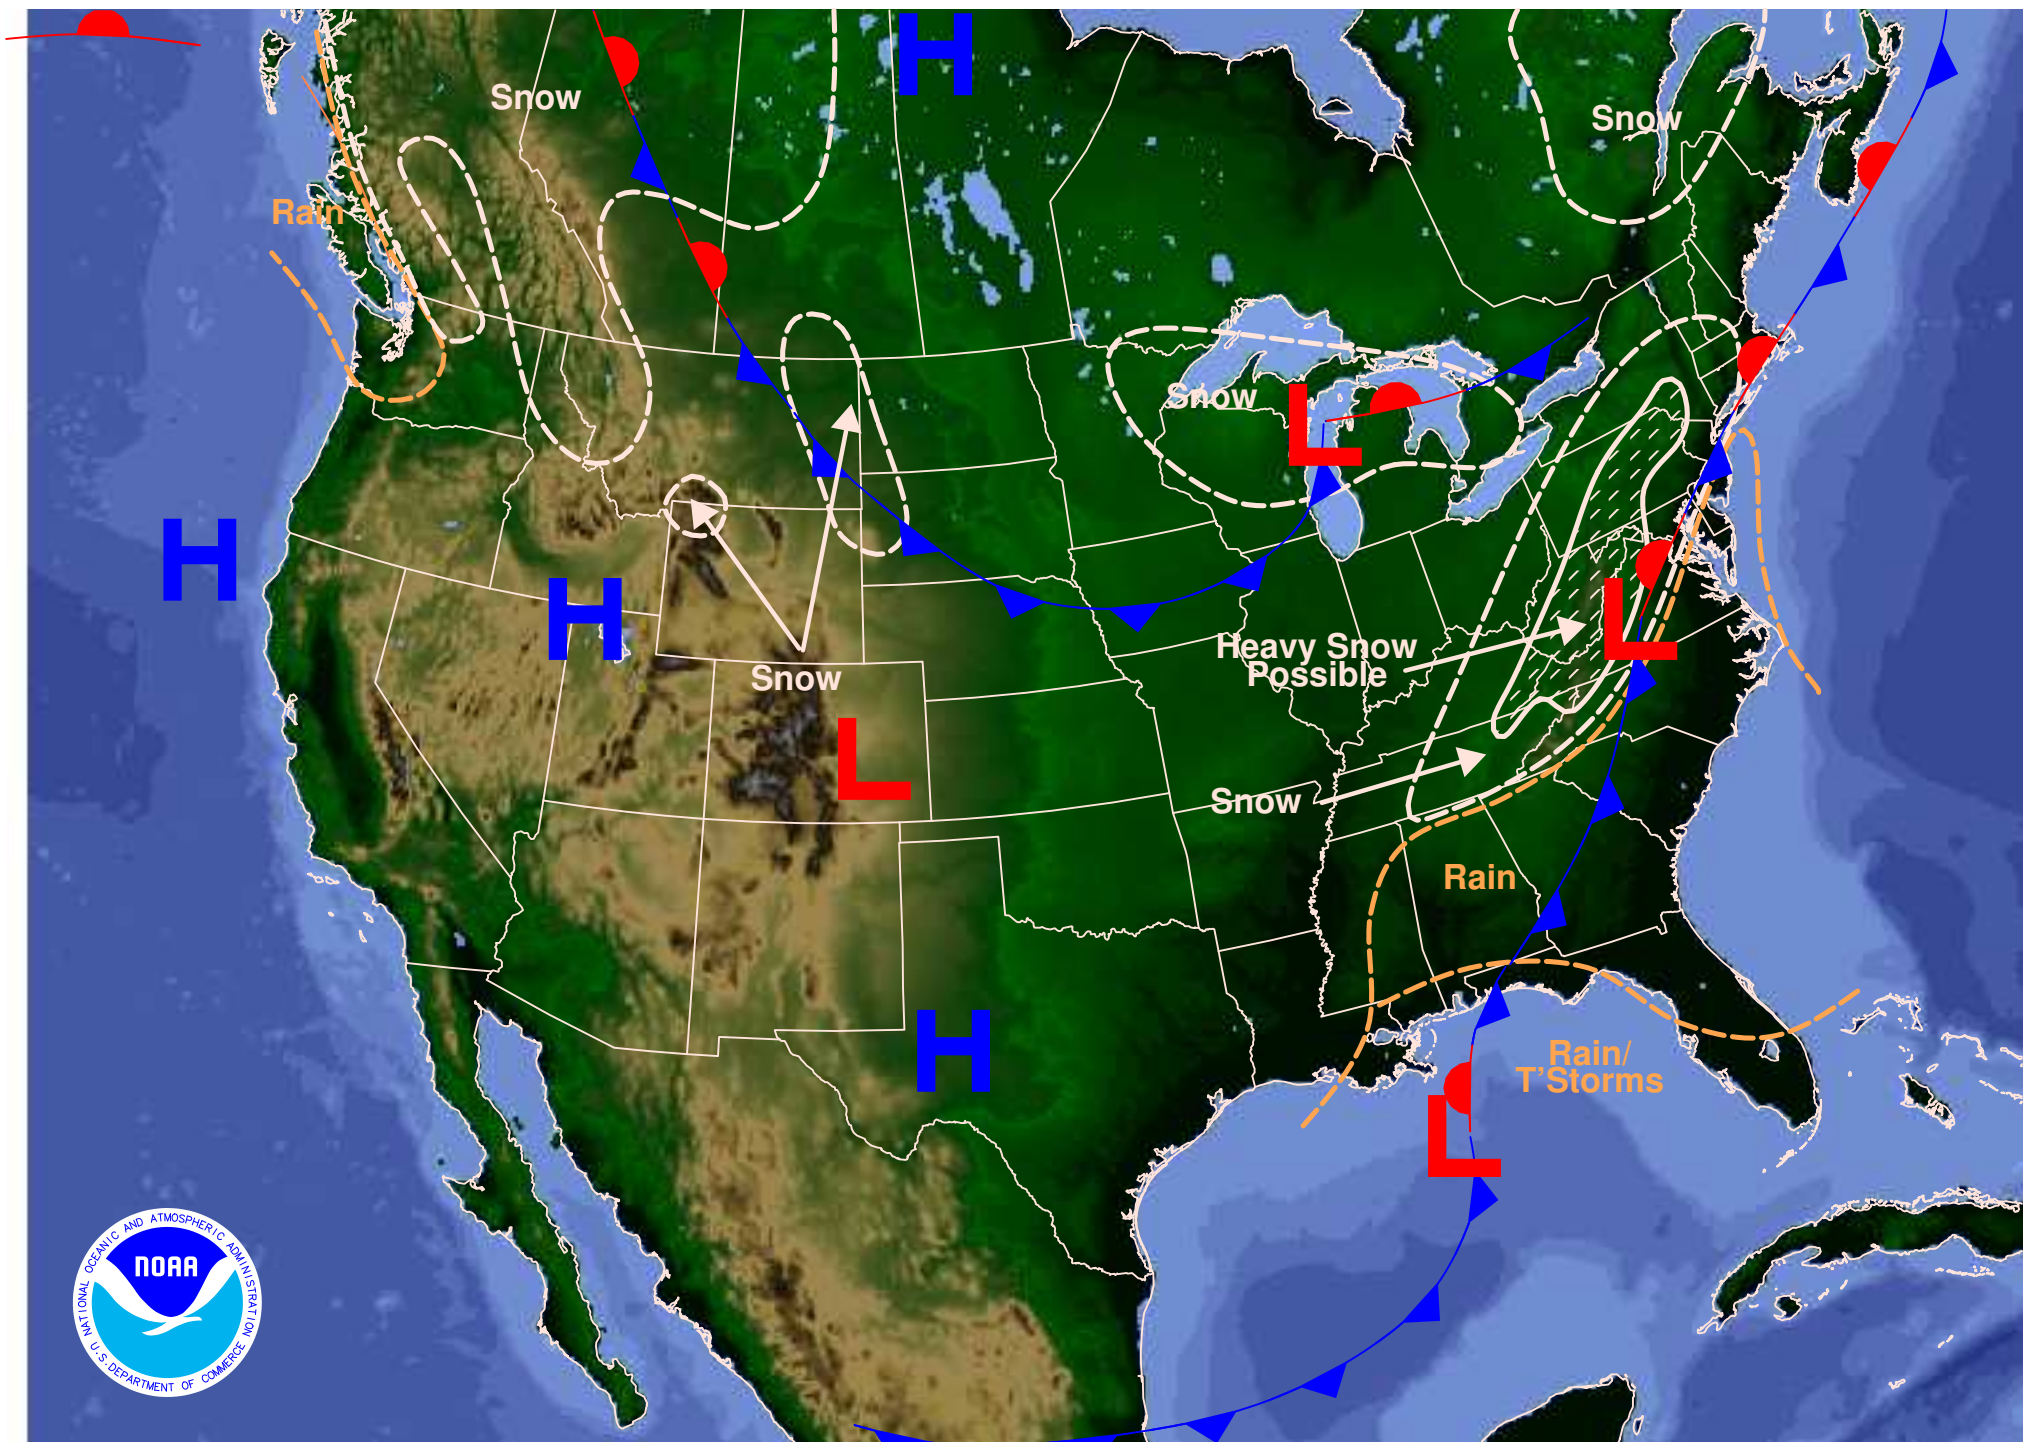 H
Snow
Snow
Rain
Snow
L
H
H
L
Heavy Snow
Possible
Snow
L
Snow
Rain
H
Rain/
T'Storms
L
NATIONAL OCEANIC AND ATMOSPHERIC ADMINISTRATION
NOAA
U.S. DEPARTMENT OF COMMERCE